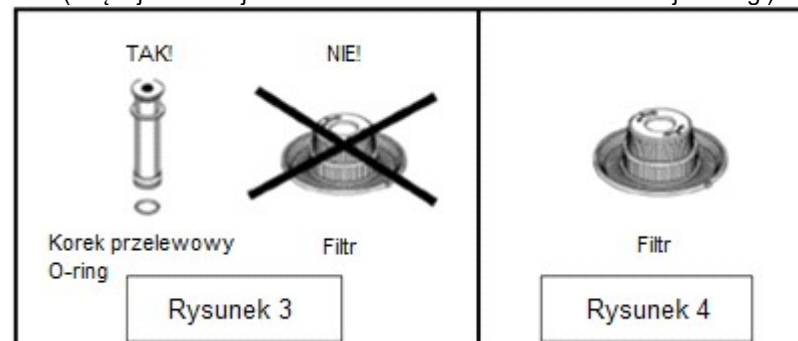 TAK!
NIE!
Korek przelewowy
O-ring
Filtr
Rysunek 3
Filtr
Rysunek 4